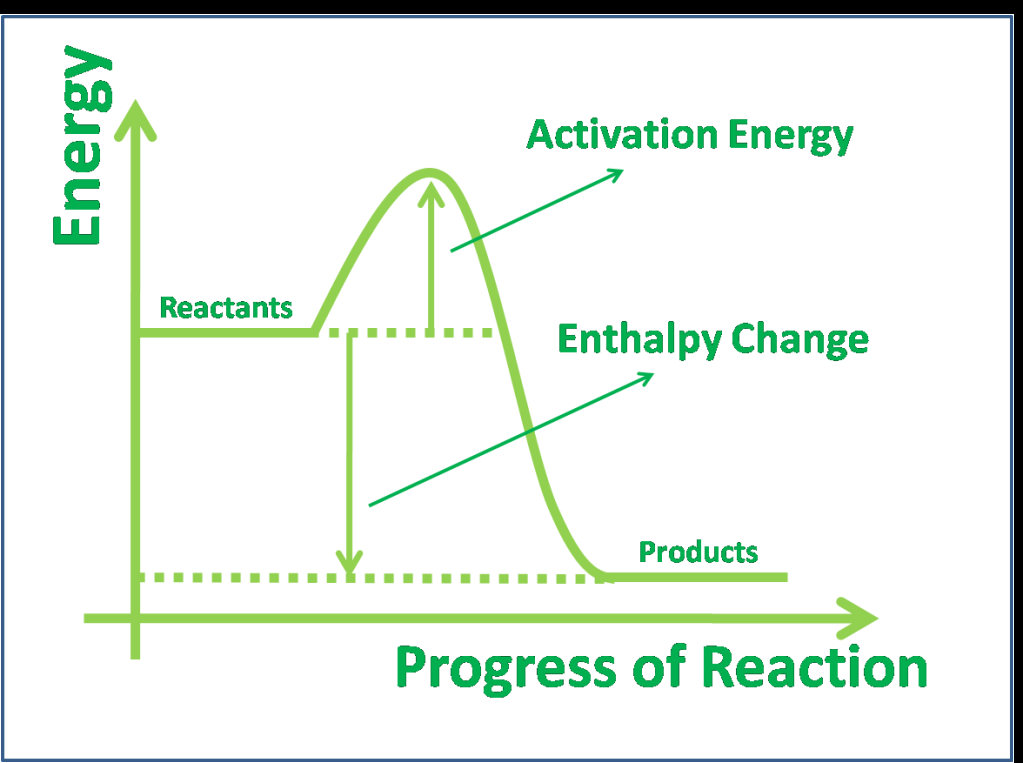 Energy
Activation Energy
Reactants
Enthalpy Change
Products
Progress of Reaction